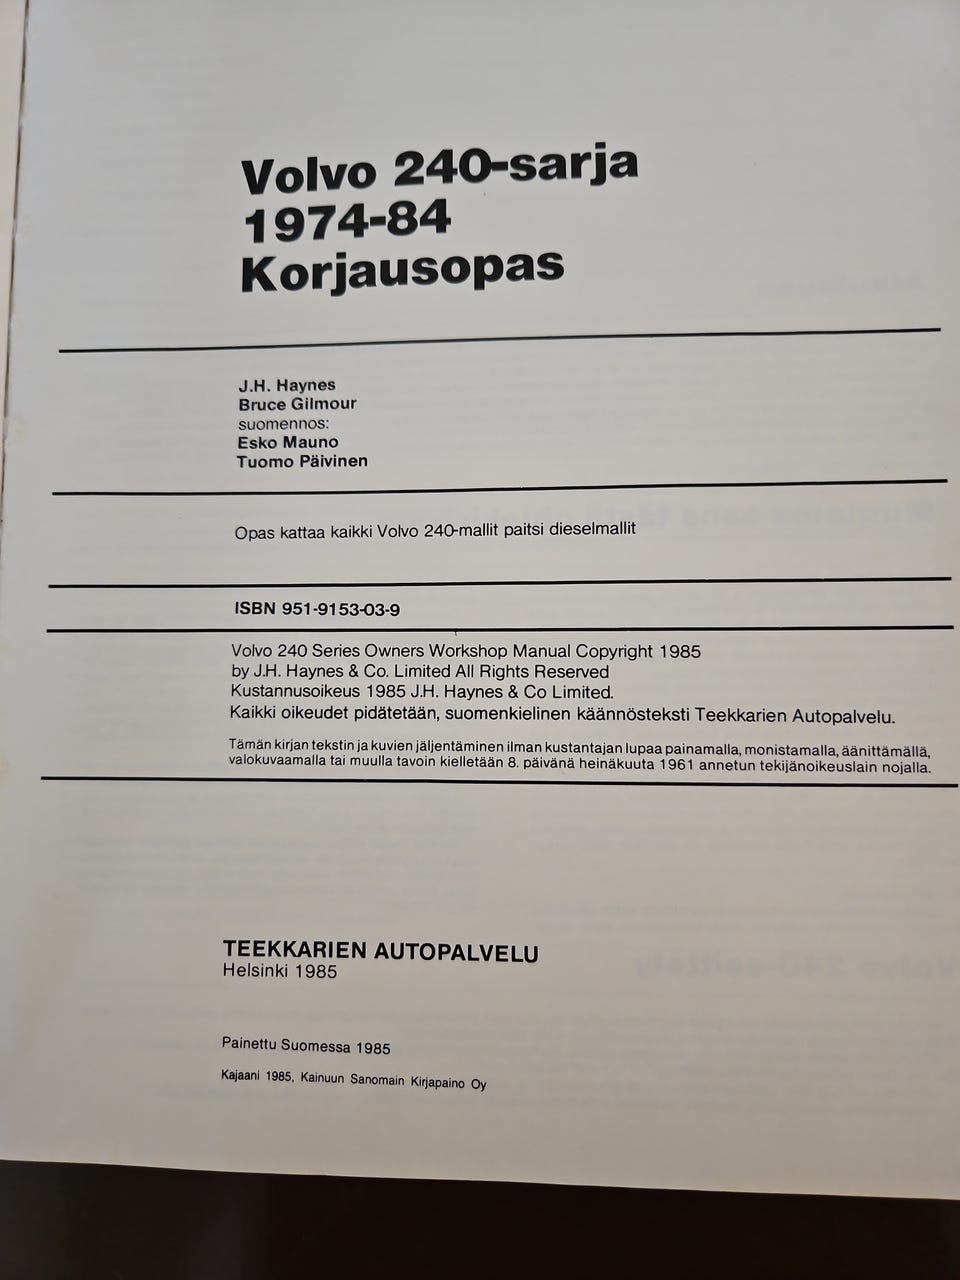 Volvo 240-sarja
1974-84
Korjausopas
J.H. Haynes
Bruce Gilmour
suomennos:
Esko Mauno
Tuomo Päivinen
Opas kattaa kaikki Volvo 240-mallit paitsi dieselmallit
ISBN 951-9153-03-9
Volvo 240 Series Owners Workshop Manual Copyright 1985
by J.H. Haynes & Co. Limited All Rights Reserved
Kustannusoikeus 1985 J.H. Haynes & Co Limited.
Kaikki oikeudet pidätetään, suomenkielinen käännösteksti Teekkarien Autopalvelu.
Tämän kirjan tekstin ja kuvien jäljentäminen ilman kustantajan lupaa painamalla, monistamalla, äänittämällä,
valokuvaamalla tai muulla tavoin kielletään 8. päivänä heinäkuuta 1961 annetun tekijänoikeuslain nojalla.
TEEKKARIEN AUTOPALVELU
Helsinki 1985
Painettu Suomessa 1985
Kajaani 1985, Kainuun Sanomain Kirjapaino Oy